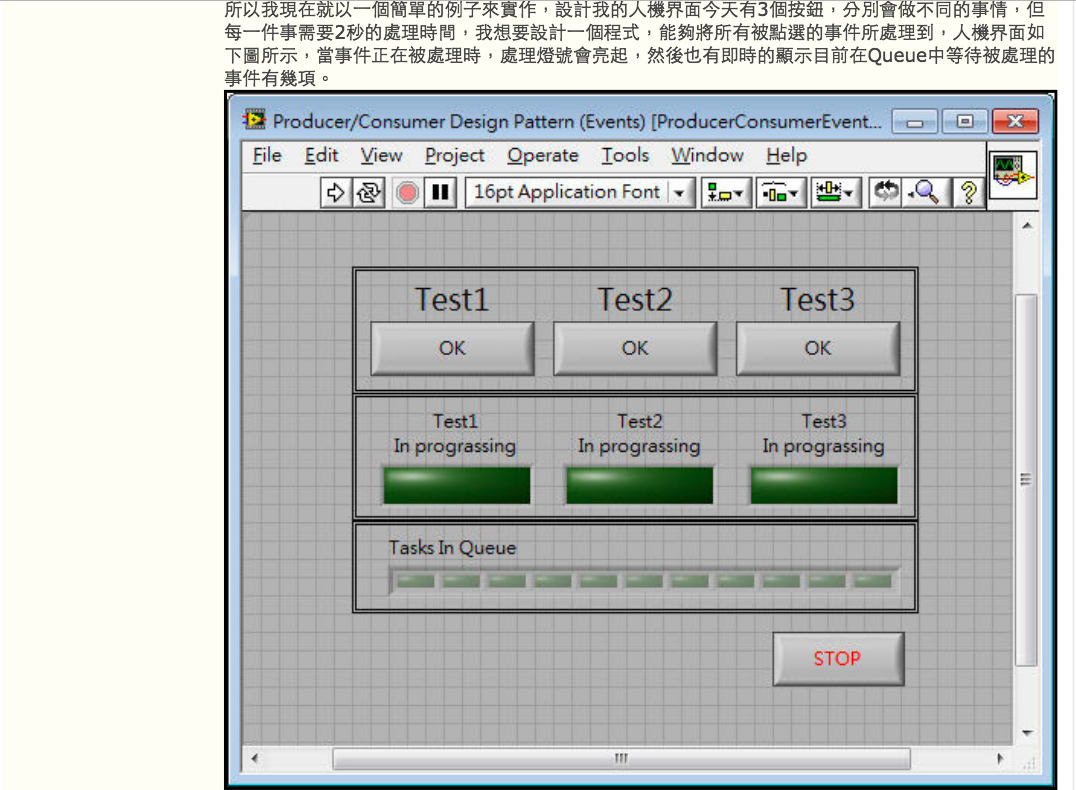 所以我現在就以一個簡單的例子來實作，設計我的人機界面今天有3個按鈕，分別會做不同的事情，但
每一件事需要2秒的處理時間，我想要設計一個程式，能夠將所有被點選的事件所處理到，人機界面如
下圖所示，當事件正在被處理時，處理燈號會亮起，然後也有即時的顯示目前在Queue中等待被處理的
事件有幾項。
Producer/Consumer Design Pattern (Events) [ProducerConsumerEvent...
File Edit View Project Operate Tools Window Help
16pt Application Font
Test1 Test2 Test3
OK OK OK
Test1 Test2 Test3
In prograssing In prograssing In prograssing
Tasks In Queue
STOP